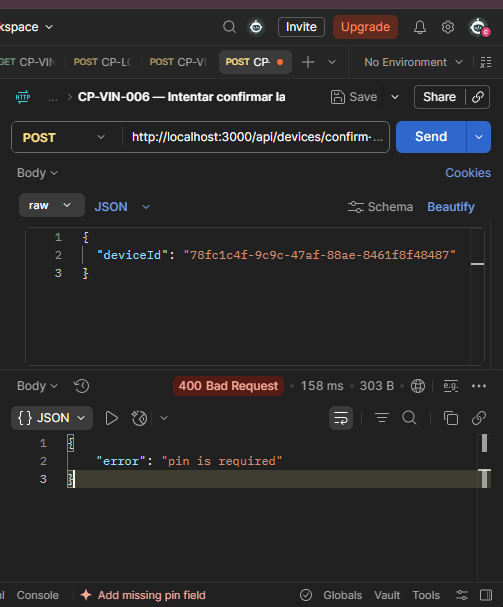 kspace
Invite
Upgrade
GET CP-VIN
POST CP-LO
POST CP-VI
POST CP-
No Environment
HTTP
... > CP-VIN-006 — Intentar confirmar la
Save
Share
POST
http://localhost:3000/api/devices/confirm-...
Send
Body
Cookies
raw
JSON
Schema
Beautify
1 {
2 "deviceId": "78fc1c4f-9c9c-47af-88ae-8461f8f48487"
3 }
Body
400 Bad Request • 158 ms • 303 B •
e.g.
{} JSON
1 {
2 "error": "pin is required"
3 }
al
Console
Add missing pin field
Globals
Vault
Tools